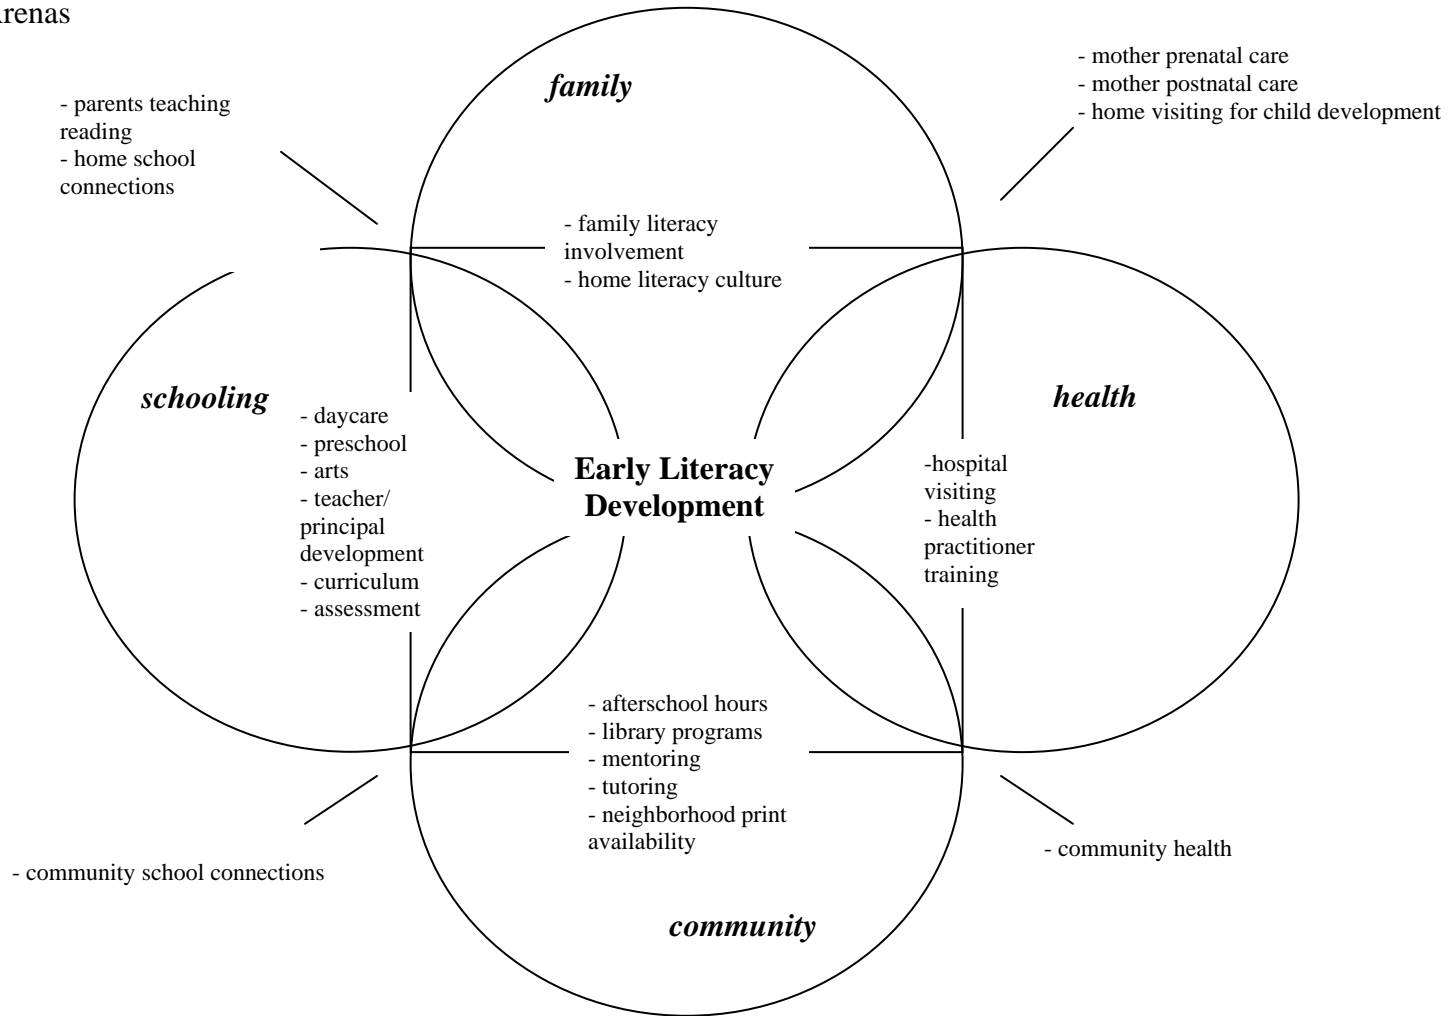 renas
family
- mother prenatal care
- mother postnatal care
- home visiting for child development
- parents teaching
reading
- home school
connections
- family literacy
involvement
- home literacy culture
schooling
- daycare
- preschool
- arts
- teacher/
principal
development
- curriculum
- assessment
Early Literacy
Development
health
-hospital
visiting
- health
practitioner
training
- afterschool hours
- library programs
- mentoring
- tutoring
- neighborhood print
availability
- community school connections
- community health
community